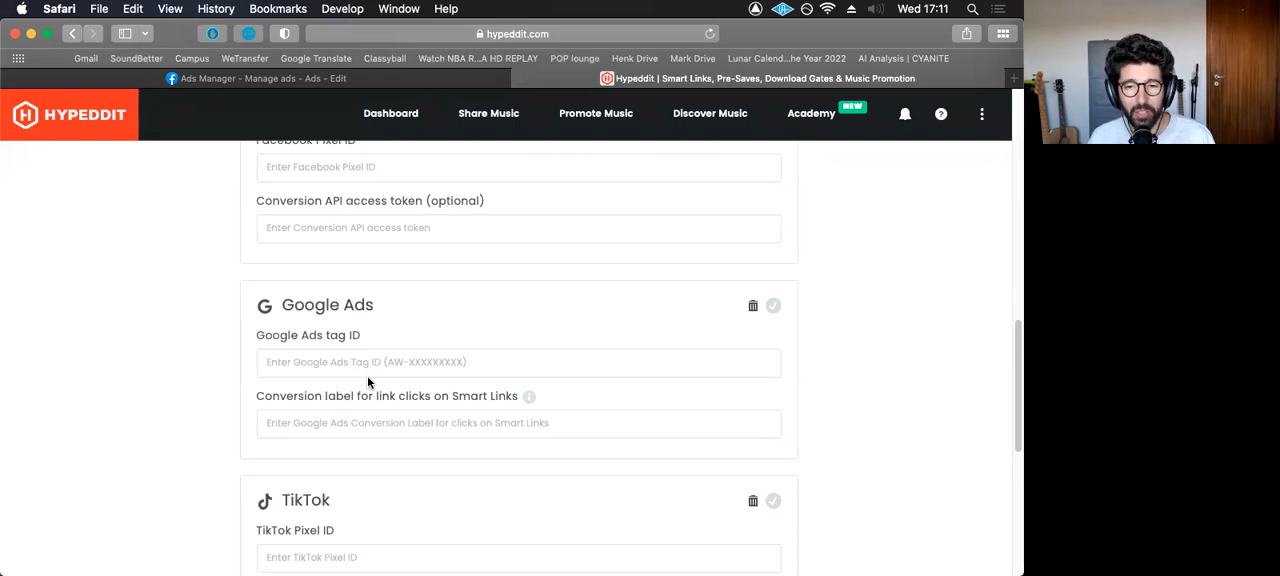 Safari File Edit View History Bookmarks Develop Window Help Wed 17:11
hypeddit.com
Gmail SoundBetter Campus WeTransfer Google Translate Classyball Watch NBA R...A HD REPLAY POP lounge Henk Drive Mark Drive Lunar Calend...he Year 2022 AI Analysis | CYANITE
Ads Manager - Manage ads - Ads - Edit Hypeddit | Smart Links, Pre-Saves, Download Gates & Music Promotion
HYPEDDIT Dashboard Share Music Promote Music Discover Music Academy NEW
Facebook Pixel ID
Enter Facebook Pixel ID
Conversion API access token (optional)
Enter Conversion API access token
Google Ads
Google Ads tag ID
Enter Google Ads Tag ID (AW-XXXXXXXXX)
Conversion label for link clicks on Smart Links
Enter Google Ads Conversion Label for clicks on Smart Links
TikTok
TikTok Pixel ID
Enter TikTok Pixel ID